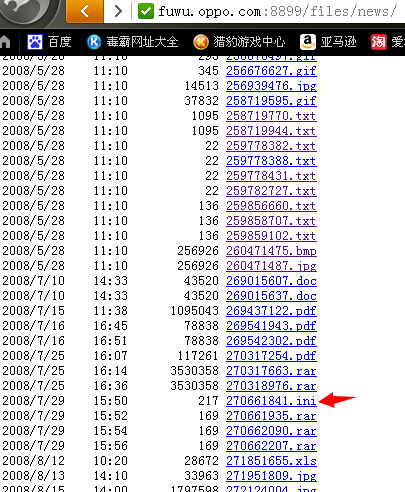 fuwu.oppo.com:8899/files/news/
百度 毒霸网址大全 猎豹游戏中心 亚马逊 淘 爱
2008/5/28 11:10 345 256676627.gif
2008/5/28 11:10 14513 256939476.jpg
2008/5/28 11:10 37832 258719595.gif
2008/5/28 11:10 1095 258719770.txt
2008/5/28 11:10 1095 258719944.txt
2008/5/28 11:10 22 259778382.txt
2008/5/28 11:10 22 259778388.txt
2008/5/28 11:10 22 259778431.txt
2008/5/28 11:10 22 259782727.txt
2008/5/28 11:10 136 259856660.txt
2008/5/28 11:10 136 259858707.txt
2008/5/28 11:10 136 259859102.txt
2008/5/28 11:10 256926 260471475.bmp
2008/5/28 11:10 256926 260471487.jpg
2008/7/10 14:33 43520 269015607.doc
2008/7/10 14:33 43520 269015637.doc
2008/7/15 11:38 1095043 269437122.pdf
2008/7/16 16:45 78838 269541943.pdf
2008/7/16 16:51 78838 269542302.pdf
2008/7/25 16:07 117261 270317254.pdf
2008/7/25 16:14 3530358 270317663.rar
2008/7/25 16:36 3530358 270318976.rar
2008/7/29 15:50 217 270661841.ini
2008/7/29 15:52 169 270661935.rar
2008/7/29 15:54 169 270662090.rar
2008/7/29 15:56 169 270662207.rar
2008/8/12 10:20 28672 271851655.xls
2008/8/13 14:10 33963 271951809.jpg
2008/8/15 14:00 1797598 272124004.jpg